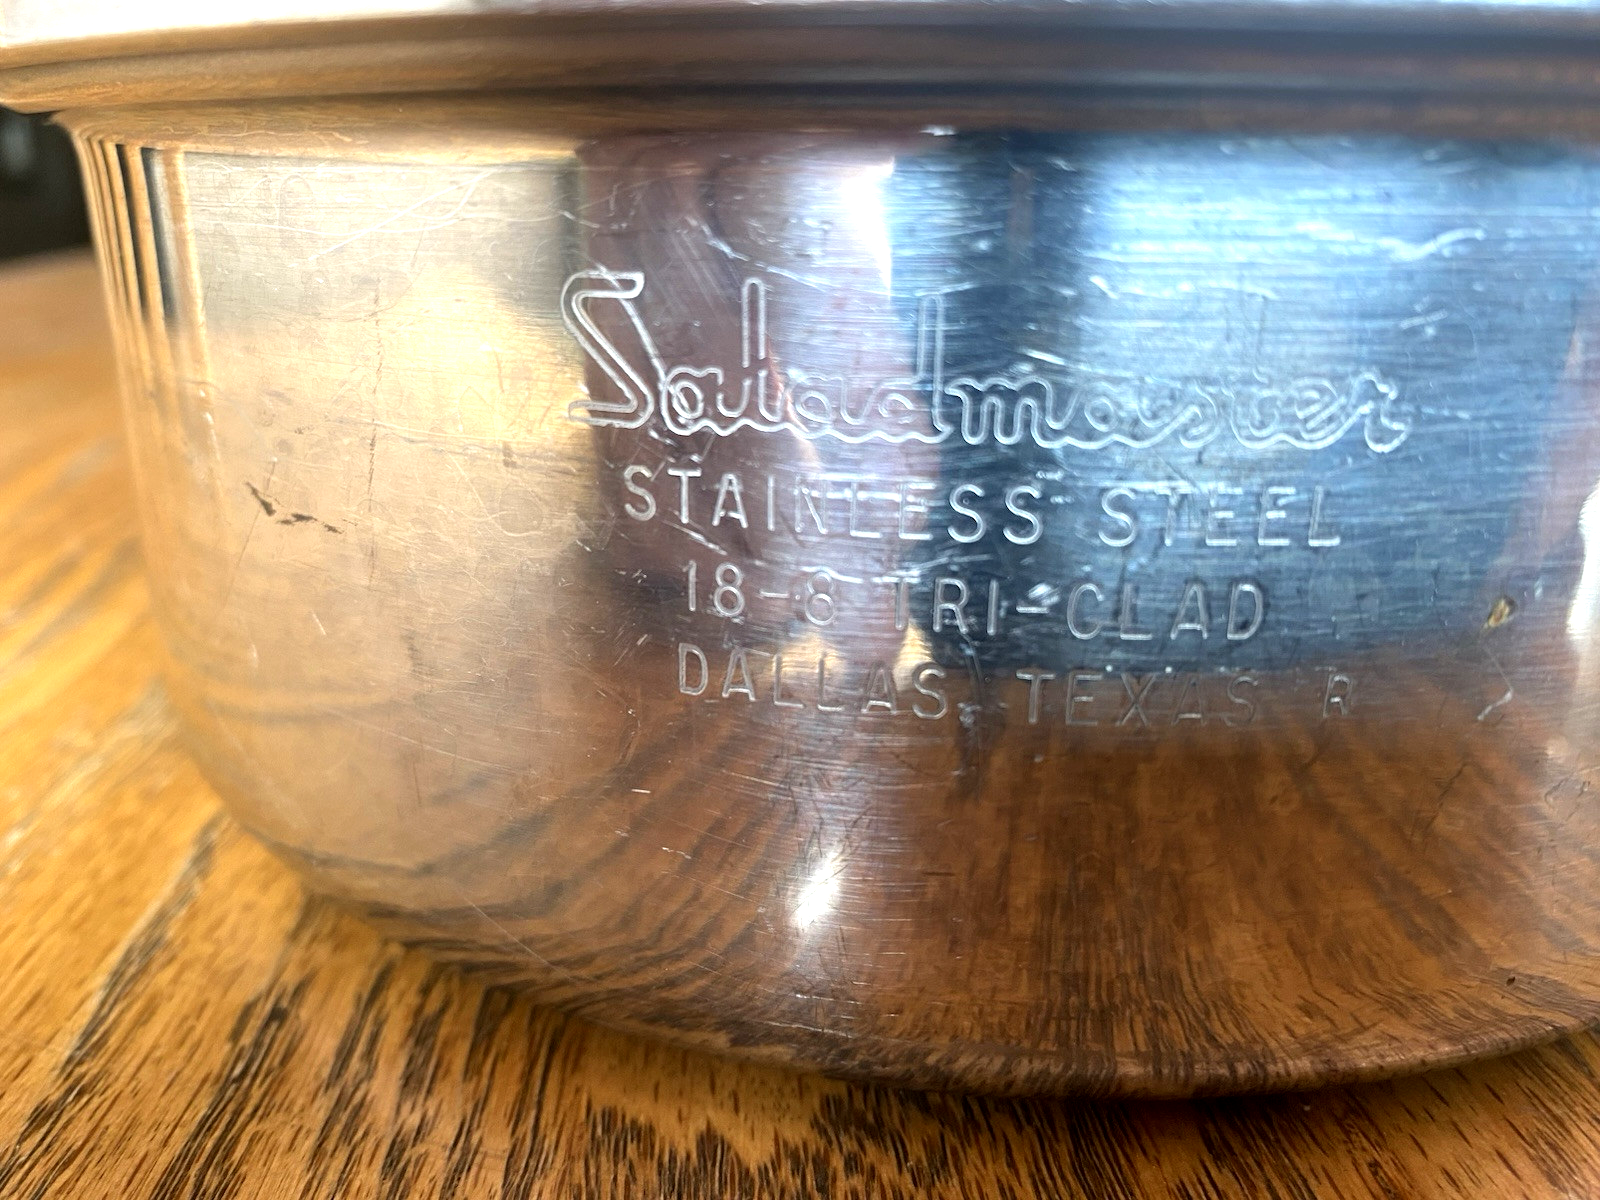 Saladmaster
STAINLESS STEEL
18-8 TRI-CLAD
DALLAS, TEXAS R